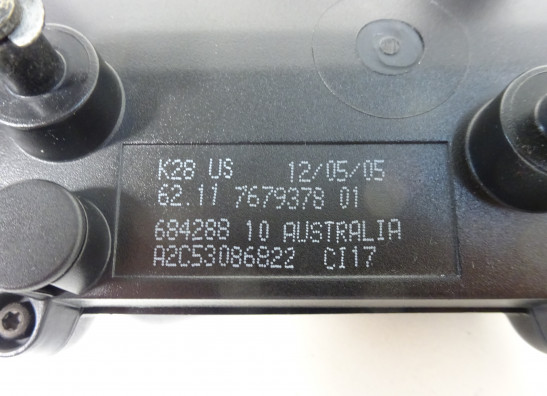 K28 US 12/05/05
62.11 7679378 01
684288 10 AUSTRALIA
A2C53086822 CI17